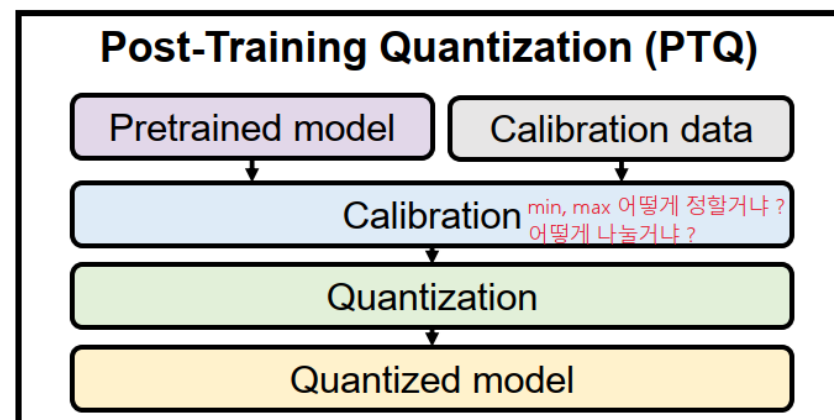 Post-Training Quantization (PTQ)
Pretrained model
Calibration data
Calibration
min, max 어떻게 정할거냐 ?
어떻게 나눌거냐 ?
Quantization
Quantized model